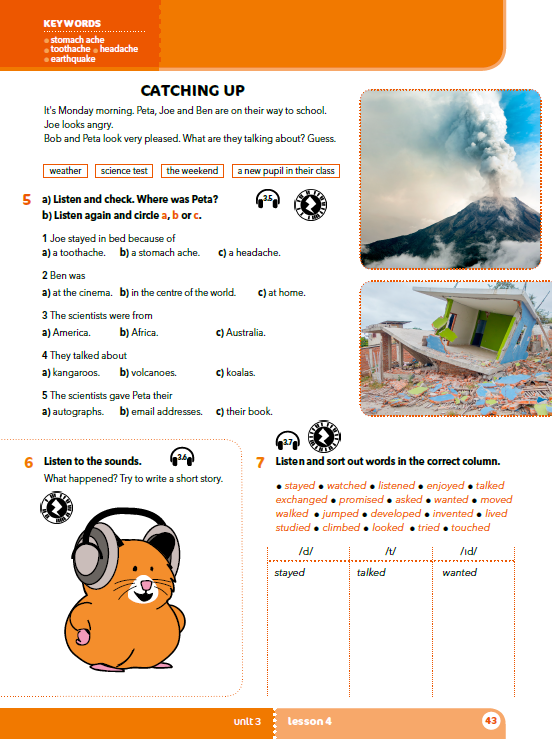 KEYWORDS
• stomach ache
• toothache • headache
• earthquake
CATCHING UP
It's Monday morning. Peta, Joe and Ben are on their way to school.
Joe looks angry.
Bob and Peta look very pleased. What are they talking about? Guess.
weather science test the weekend a new pupil in their class
5 a) Listen and check. Where was Peta? 3.5
b) Listen again and circle a, b or c.
1 Joe stayed in bed because of
a) a toothache. b) a stomach ache. c) a headache.
2 Ben was
a) at the cinema. b) in the centre of the world. c) at home.
3 The scientists were from
a) America. b) Africa. c) Australia.
4 They talked about
a) kangaroos. b) volcanoes. c) koalas.
5 The scientists gave Peta their
a) autographs. b) email addresses. c) their book.
6 Listen to the sounds. 3.6
What happened? Try to write a short story.
3.7
7 Listen and sort out words in the correct column.
• stayed • watched • listened • enjoyed • talked
exchanged • promised • asked • wanted • moved
walked • jumped • developed • invented • lived
studied • climbed • looked • tried • touched
/d/ /t/ /ɪd/
stayed talked wanted
unit 3 lesson 4 43